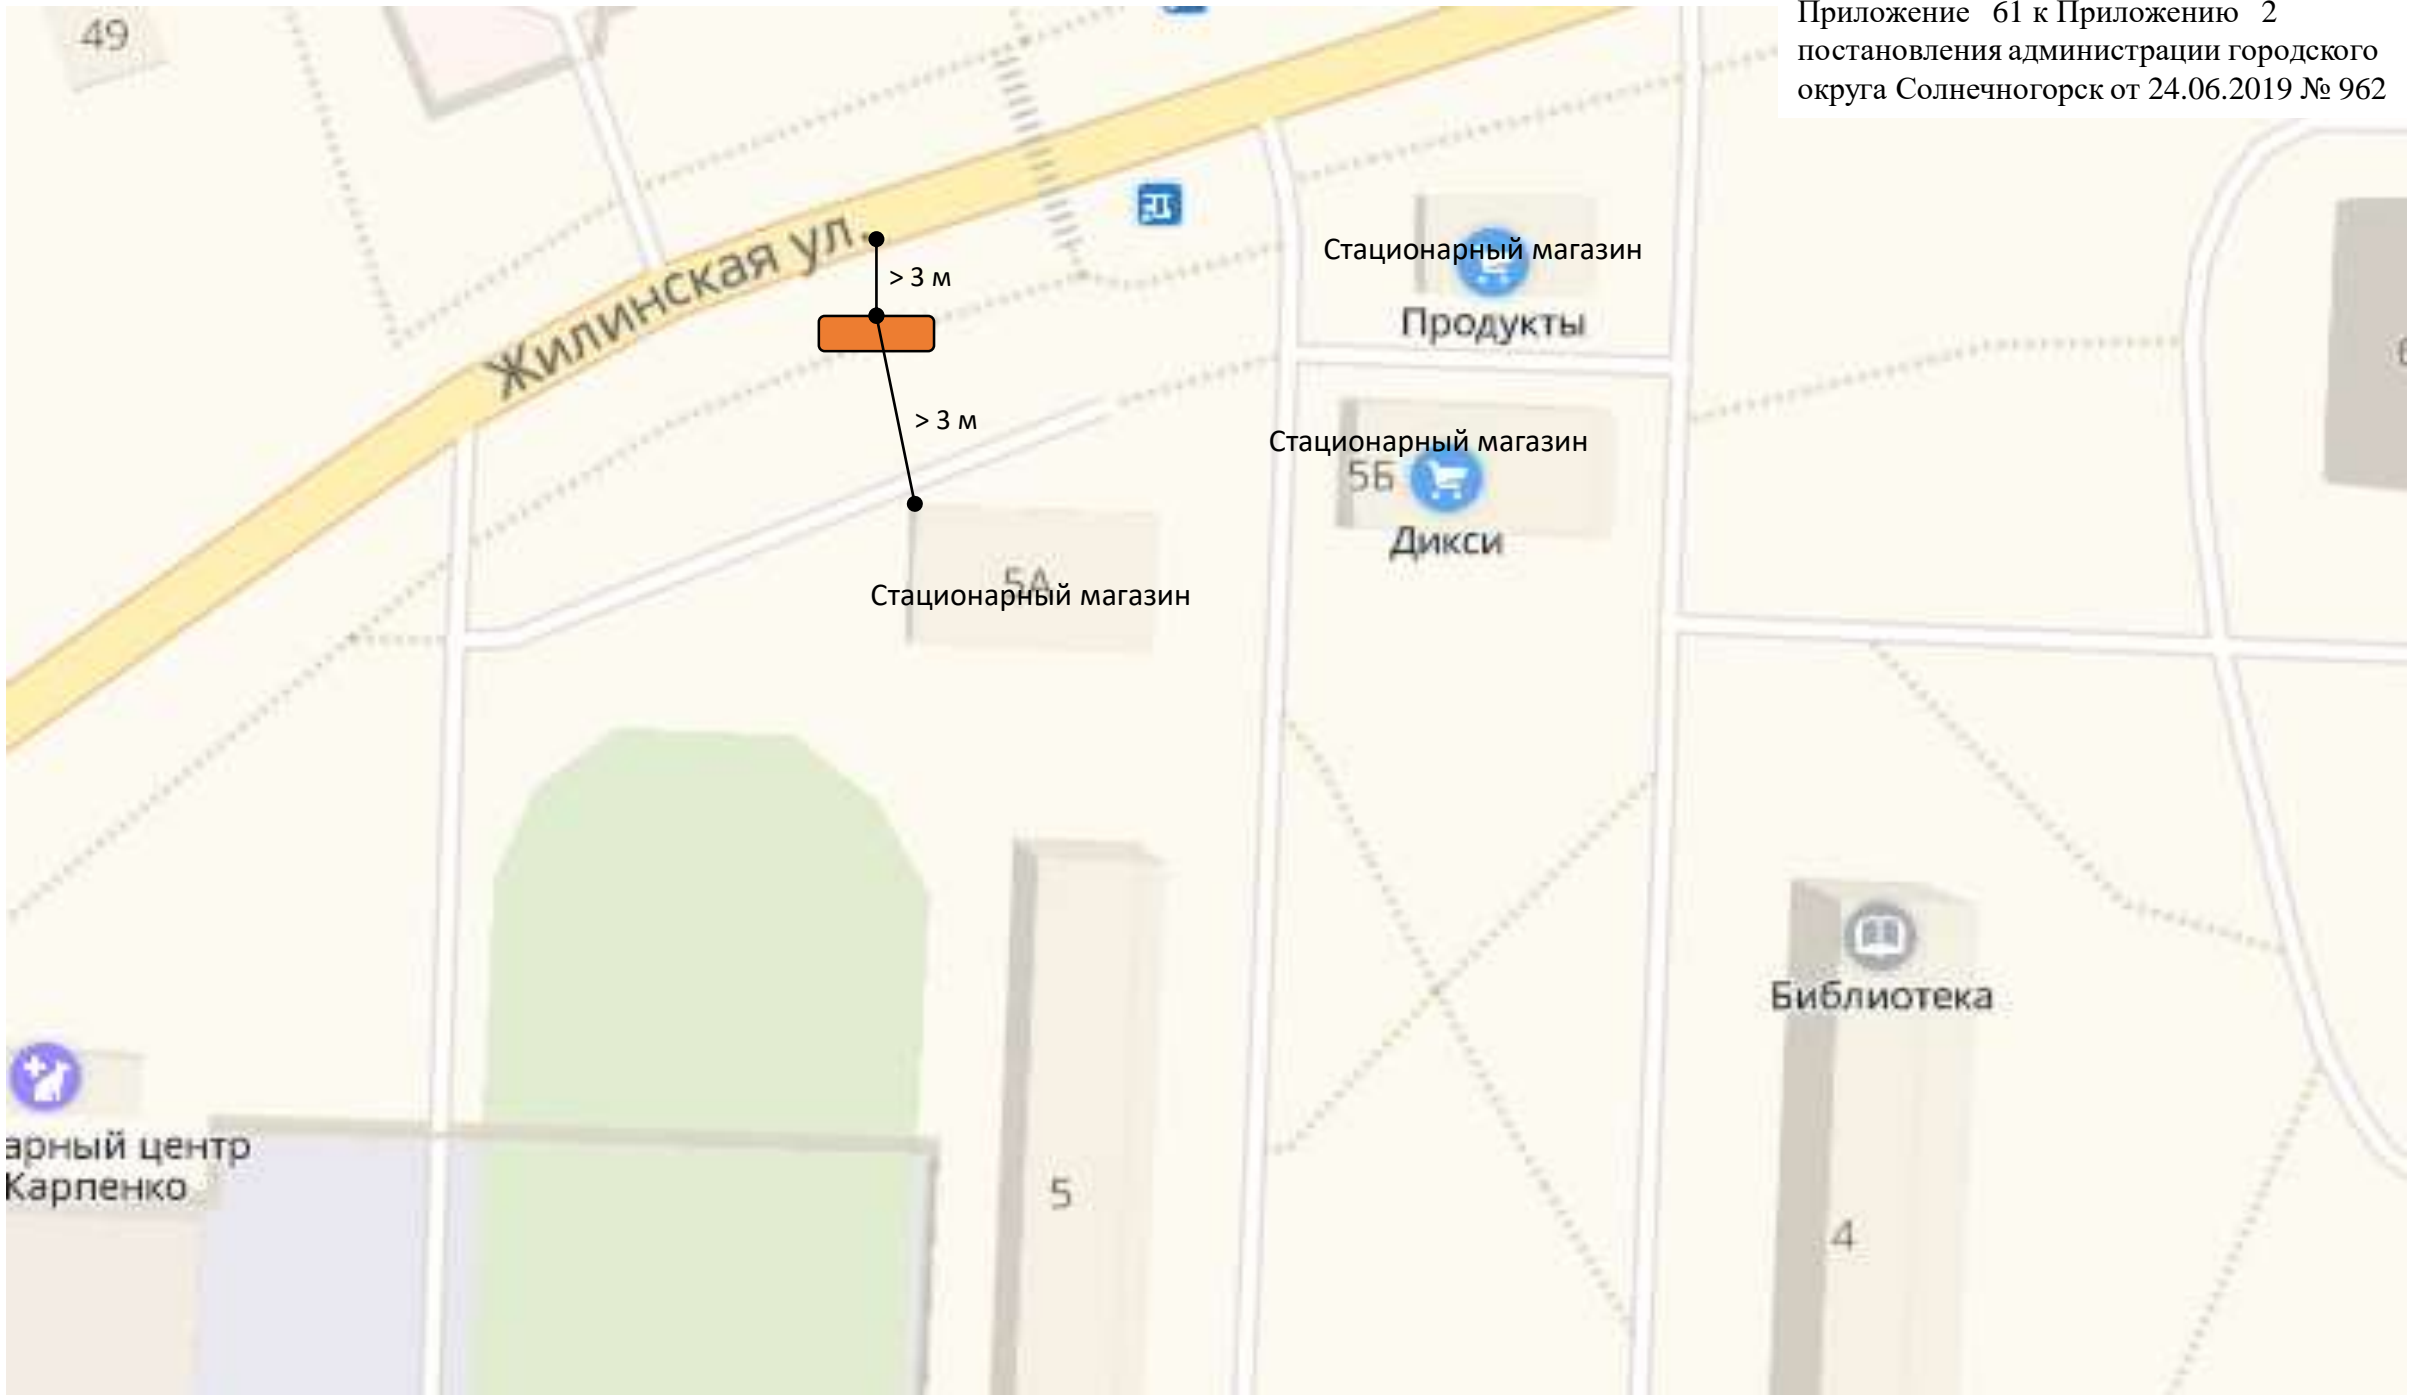 Приложение 61 к Приложению 2
постановления администрации городского
округа Солнечногорск от 24.06.2019 № 962
49
Жилинская ул.
> 3 м
> 3 м
Стационарный магазин
Продукты
Стационарный магазин
5Б
Дикси
5А
Стационарный магазин
Библиотека
арный центр
Карпенко
5
4